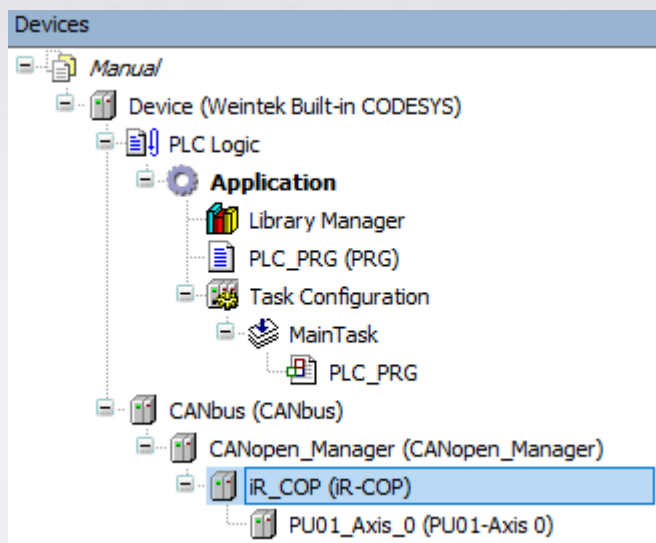 Devices
Manual
Device (Weintek Built-in CODESYS)
PLC Logic
Application
Library Manager
PLC_PRG (PRG)
Task Configuration
MainTask
PLC_PRG
CANbus (CANbus)
CANopen_Manager (CANopen_Manager)
iR_COP (iR-COP)
PU01_Axis_0 (PU01-Axis 0)